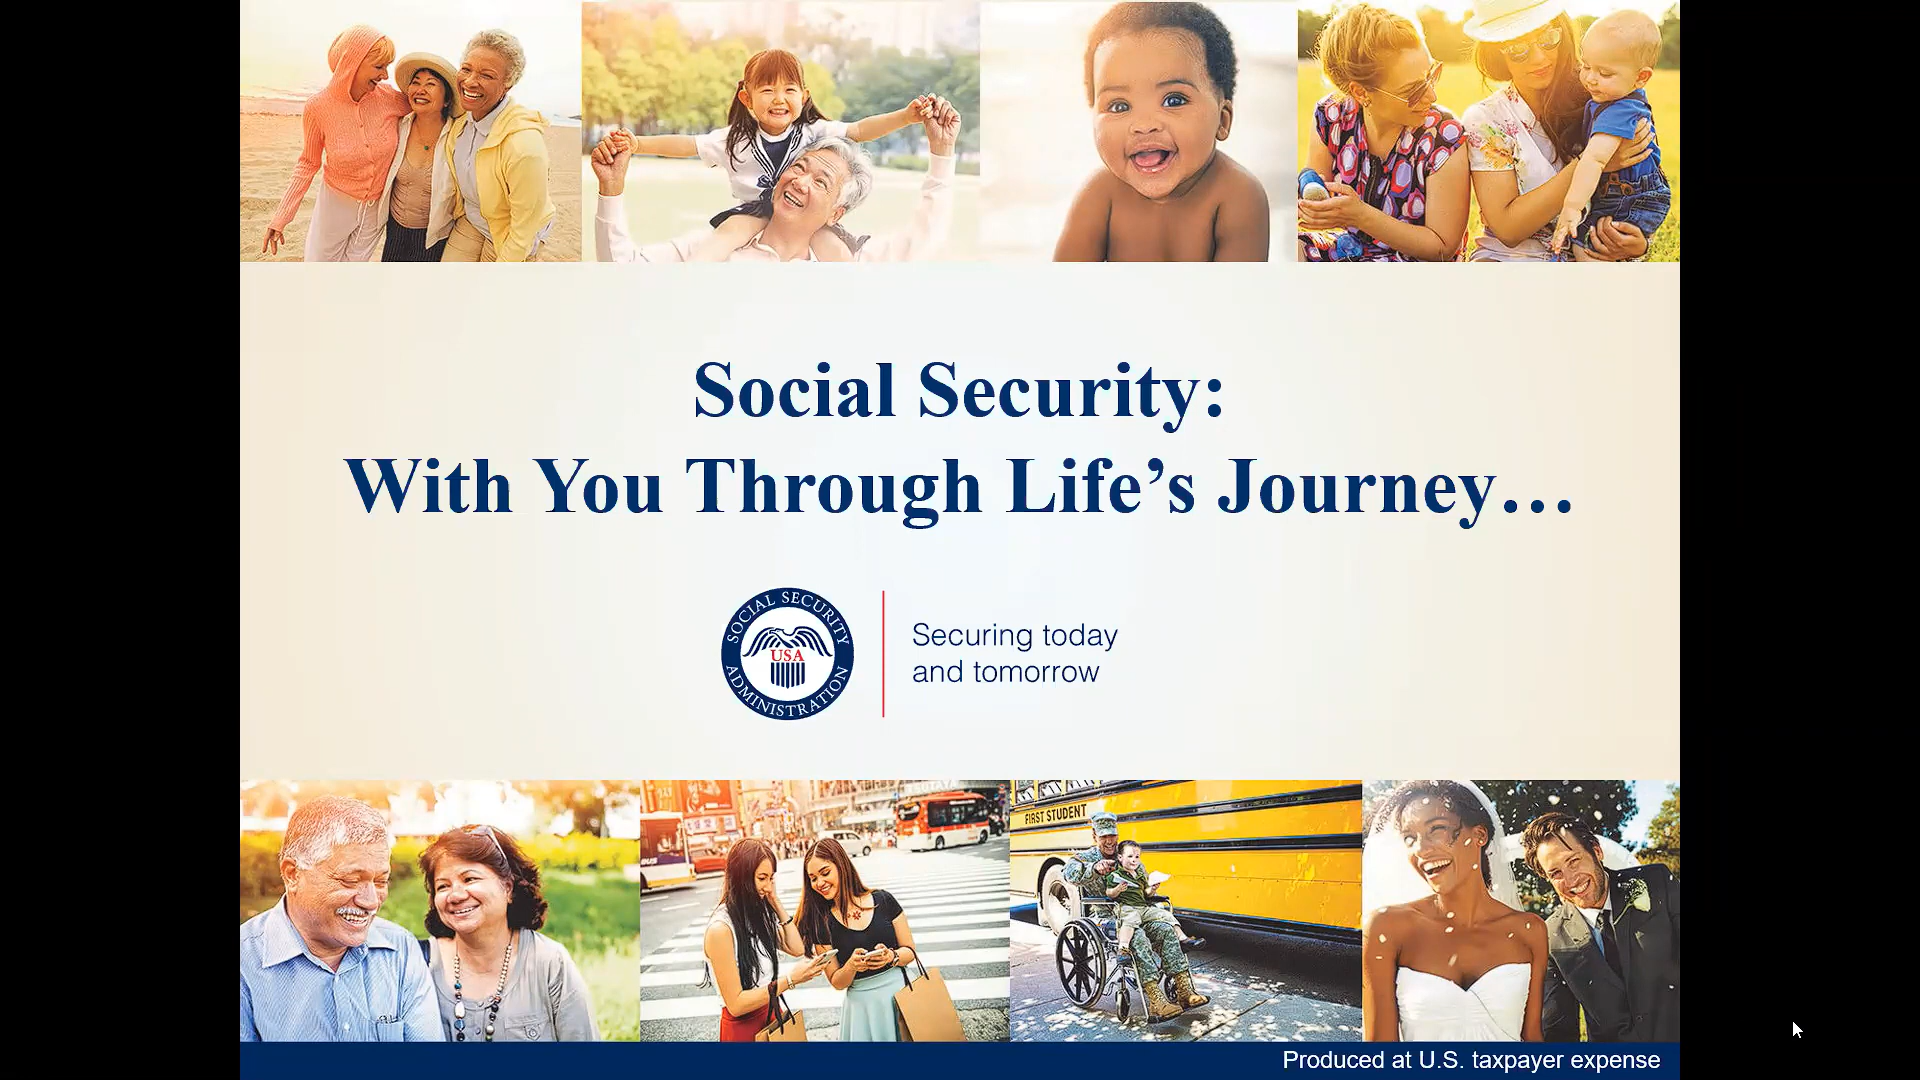 Social Security:
With You Through Life’s Journey…
SOCIAL SECURITY
ADMINISTRATION
USA
Securing today
and tomorrow
FIRST STUDENT
BUS
Produced at U.S. taxpayer expense